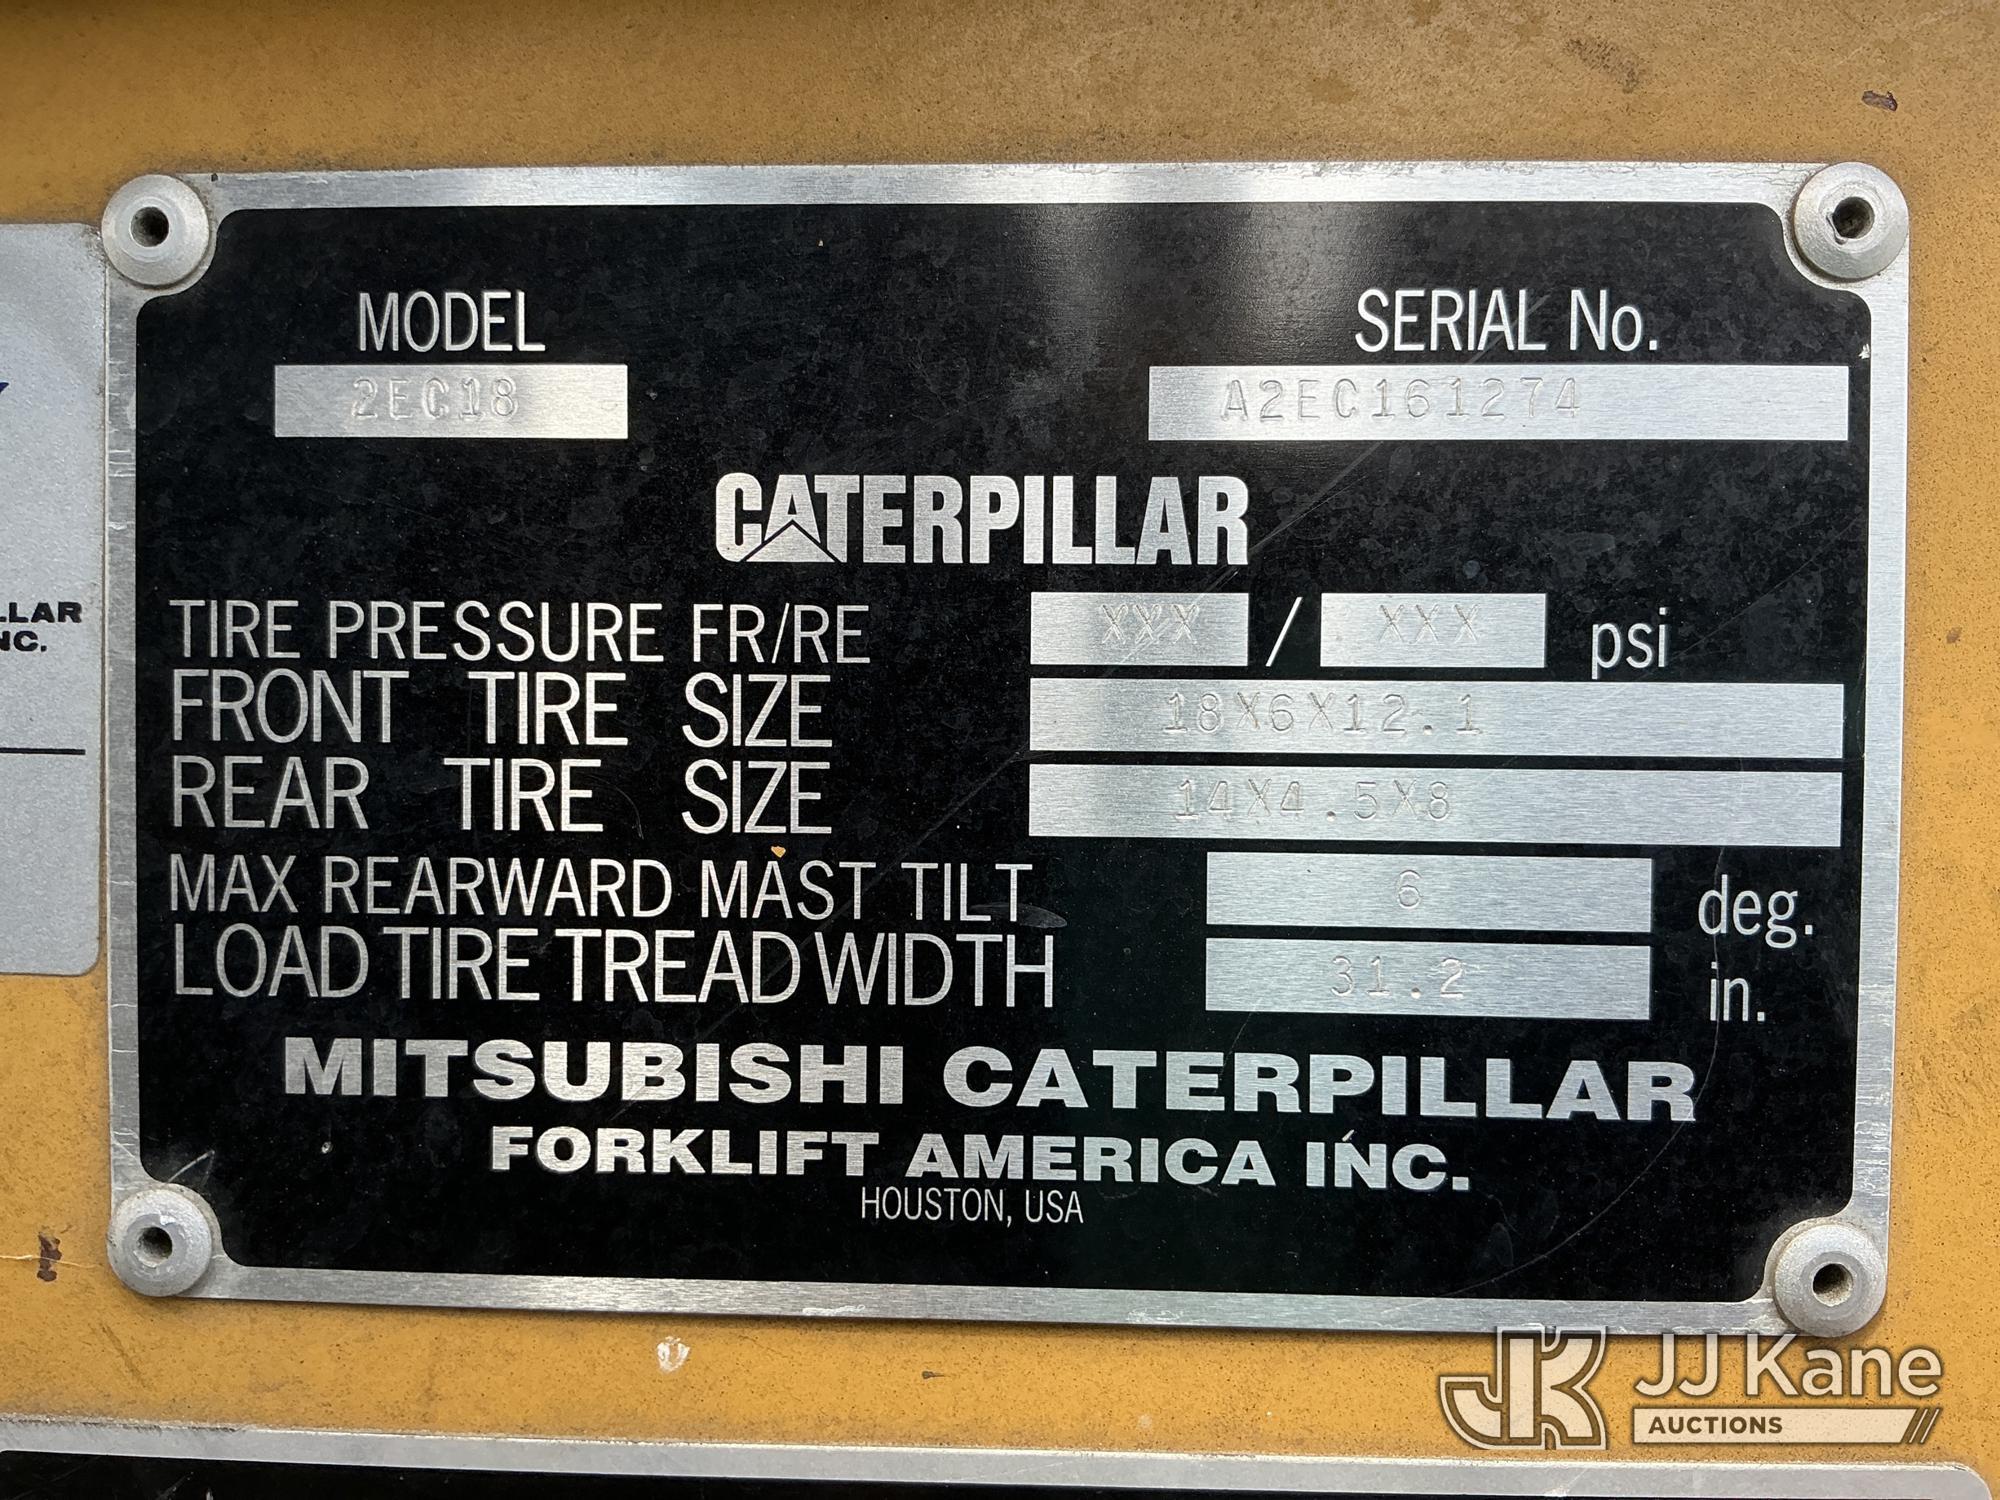 MODEL SERIAL No.
2EC18 A2EC161274
CATERPILLAR
TIRE PRESSURE FR/RE XXX / XXX psi
FRONT TIRE SIZE 18X6X12.1
REAR TIRE SIZE 14X4.5X8
MAX REARWARD MAST TILT 6 deg.
LOAD TIRE TREAD WIDTH 31.2 in.
MITSUBISHI CATERPILLAR
FORKLIFT AMERICA INC.
HOUSTON, USA
LLAR
NC.
JK JJ Kane
AUCTIONS